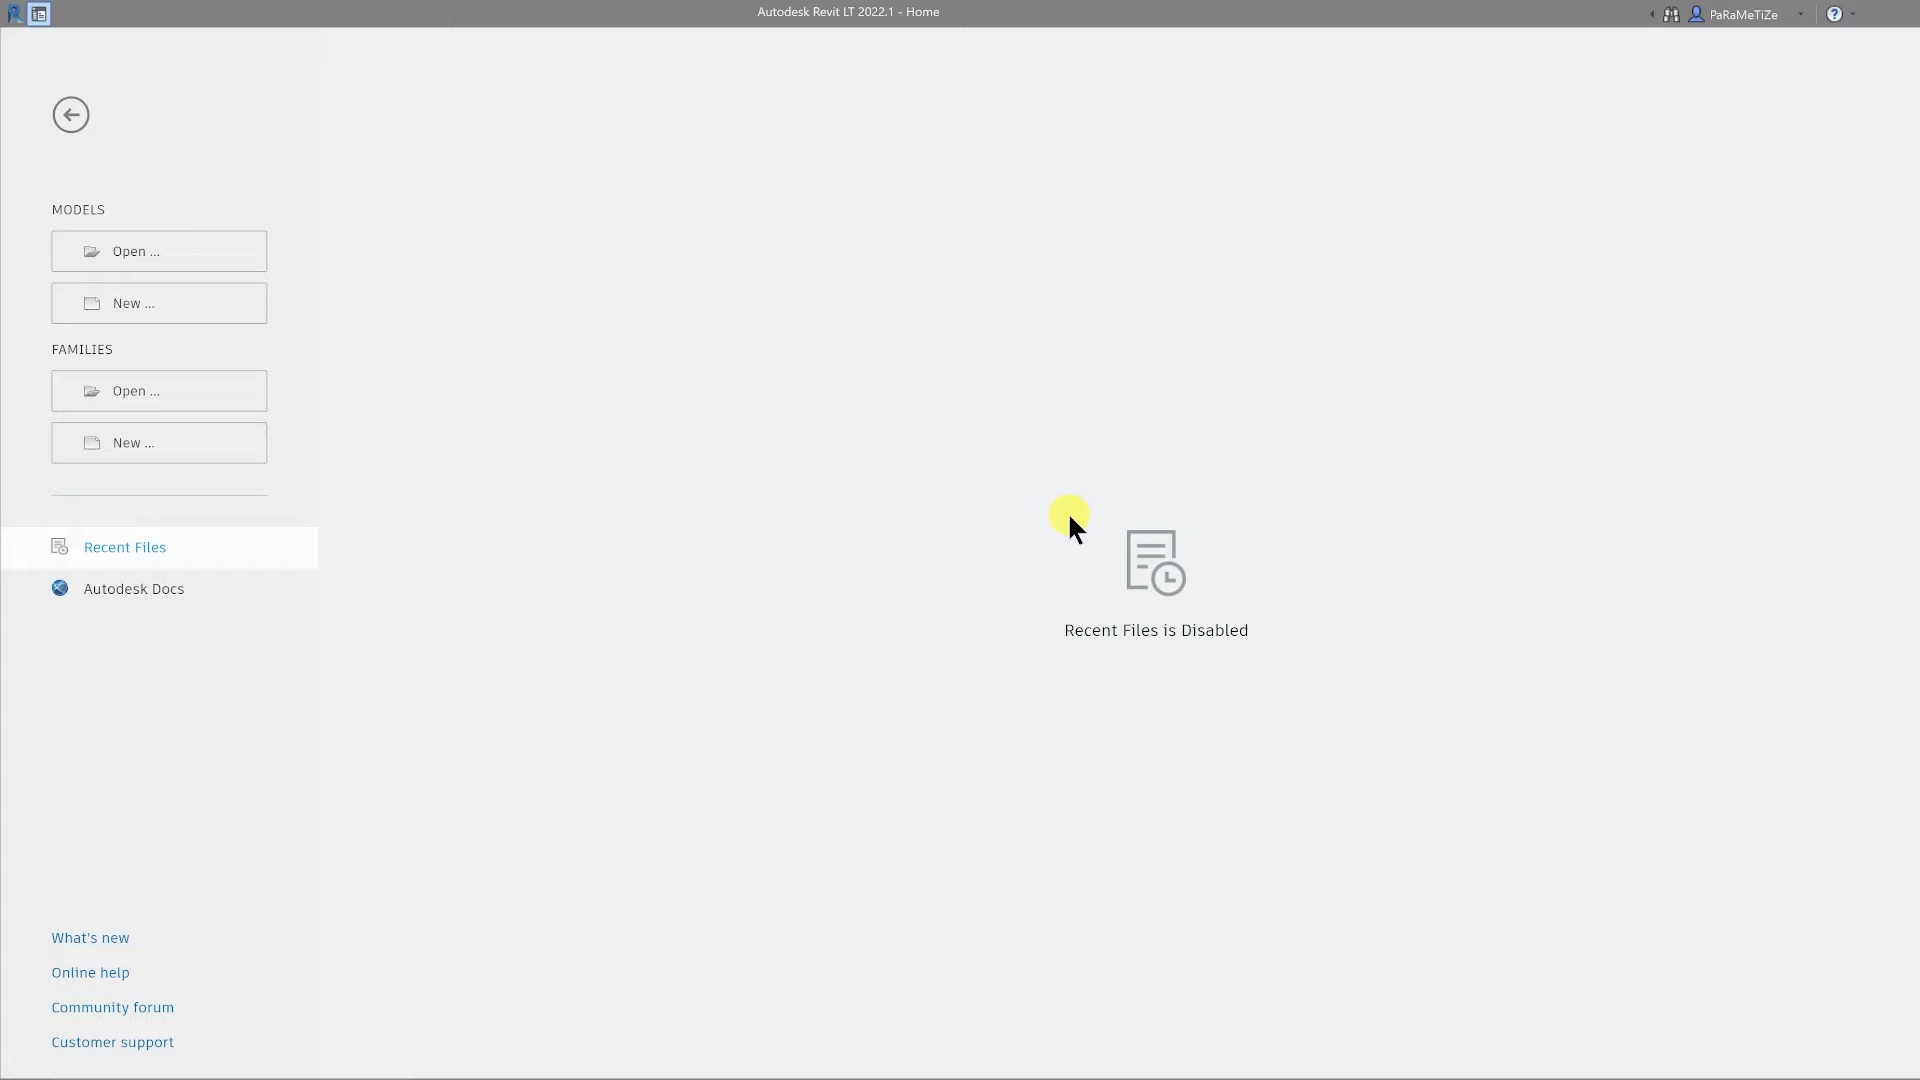 Autodesk Revit LT 2022.1 - Home
PaRaMeTiZe
MODELS
Open ...
New ...
FAMILIES
Open ...
New ...
Recent Files
Autodesk Docs
Recent Files is Disabled
What's new
Online help
Community forum
Customer support